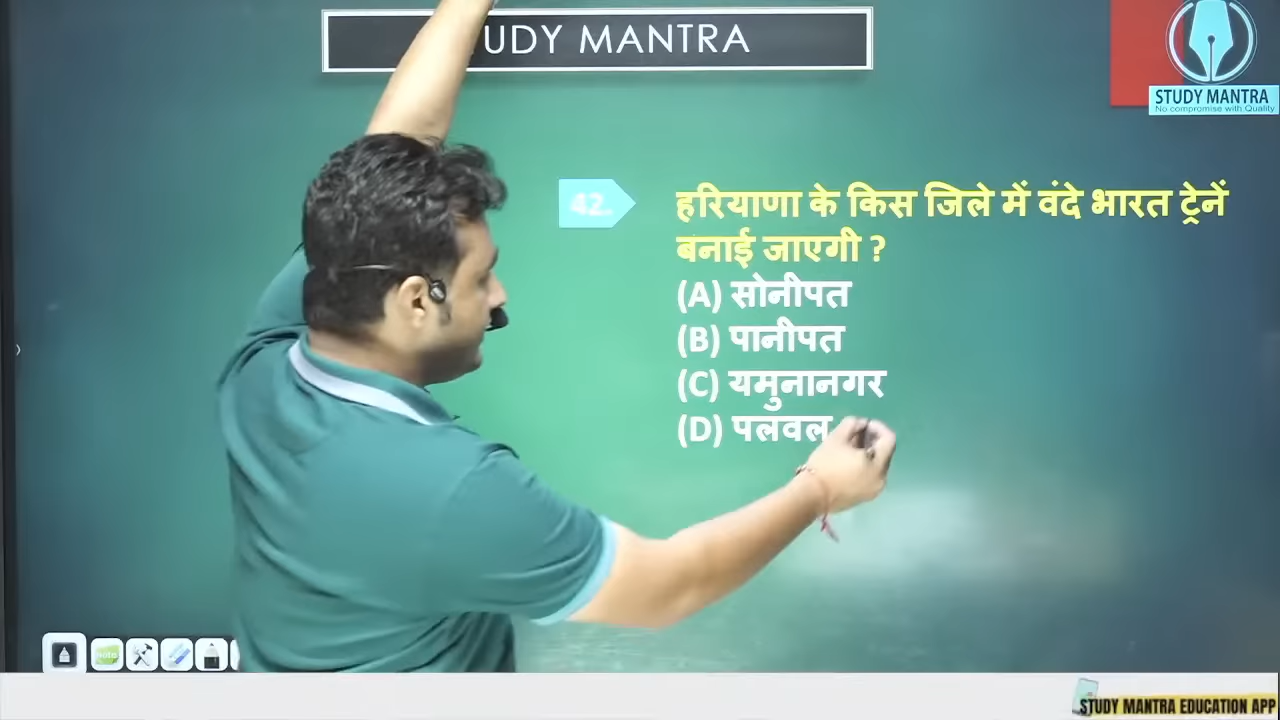 UDY MANTRA
STUDY MANTRA
No compromise with Quality
42.
हरियाणा के किस जिले में वंदे भारत ट्रेनें
बनाई जाएगी ?
(A) सोनीपत
(B) पानीपत
(C) यमुनानगर
(D) पलवल
STUDY MANTRA EDUCATION APP